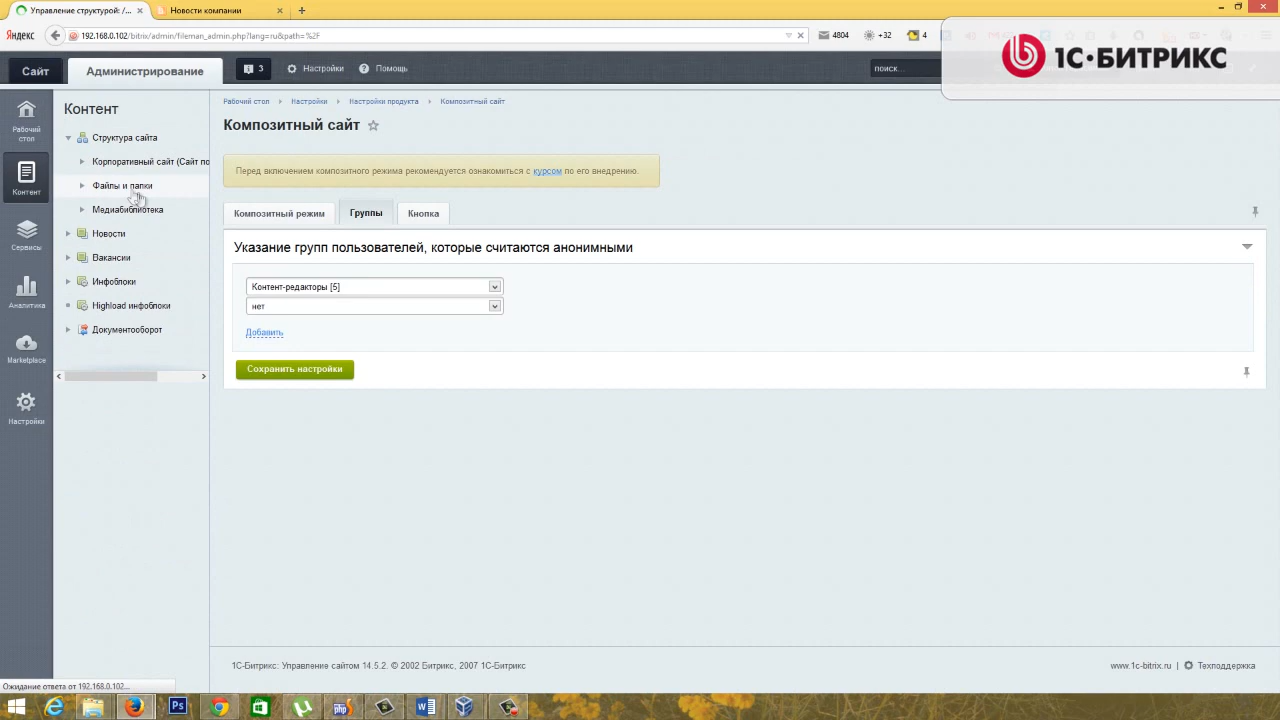 Управление структурой: /
Новости компании
Яндекс
192.168.0.102/bitrix/admin/fileman_admin.php?lang=ru&path=%2F
4804
+32
4
1С·БИТРИКС
Сайт
Администрирование
3
Настройки
Помощь
поиск...
Рабочий стол
Контент
Сервисы
Аналитика
Marketplace
Настройки
Контент
Структура сайта
Корпоративный сайт (Сайт по
Файлы и папки
Медиабиблиотека
Новости
Вакансии
Инфоблоки
Highload инфоблоки
Документооборот
Рабочий стол Настройки Настройки продукта Композитный сайт
Композитный сайт
Перед включением композитного режима рекомендуется ознакомиться с курсом по его внедрению.
Композитный режим
Группы
Кнопка
Указание групп пользователей, которые считаются анонимными
Контент-редакторы [5]
нет
Добавить
Сохранить настройки
1С-Битрикс: Управление сайтом 14.5.2. © 2002 Битрикс, 2007 1С-Битрикс
www.1c-bitrix.ru
Техподдержка
Ожидание ответа от 192.168.0.102...
Ps
php